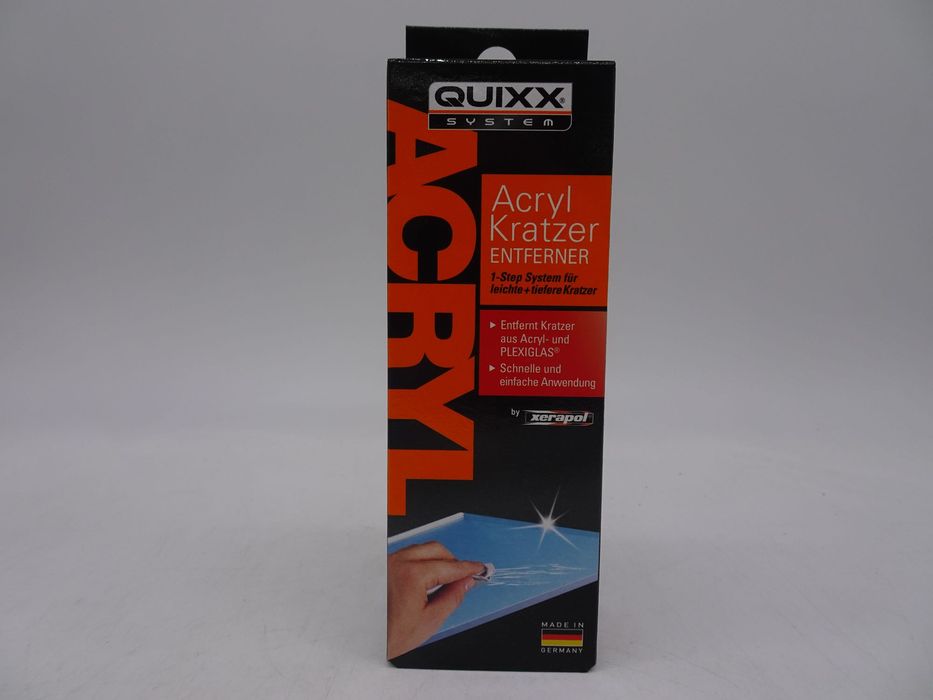 QUIXX®
SYSTEM
ACRYL
Acryl
Kratzer
ENTFERNER
1-Step System für
leichte+tiefere Kratzer
Entfernt Kratzer
aus Acryl- und
PLEXIGLAS®
Schnelle und
einfache Anwendung
by xerapol®
MADE IN
GERMANY